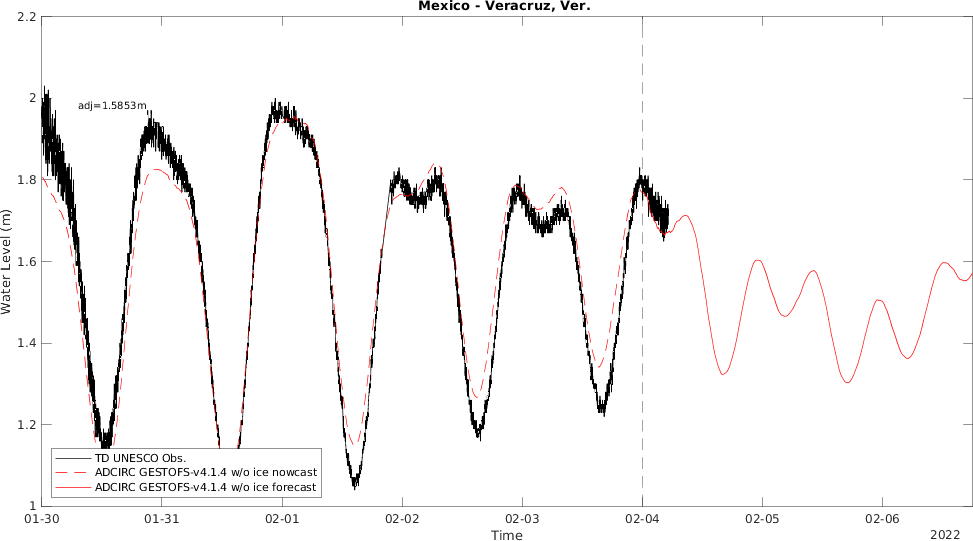 Mexico - Veracruz, Ver.
2.2
2
1.8
1.6
1.4
1.2
1
Water Level (m)
adj=1.5853m
TD UNESCO Obs.
ADCIRC GESTOFS-v4.1.4 w/o ice nowcast
ADCIRC GESTOFS-v4.1.4 w/o ice forecast
01-30 01-31 02-01 02-02 02-03 02-04 02-05 02-06
Time
2022